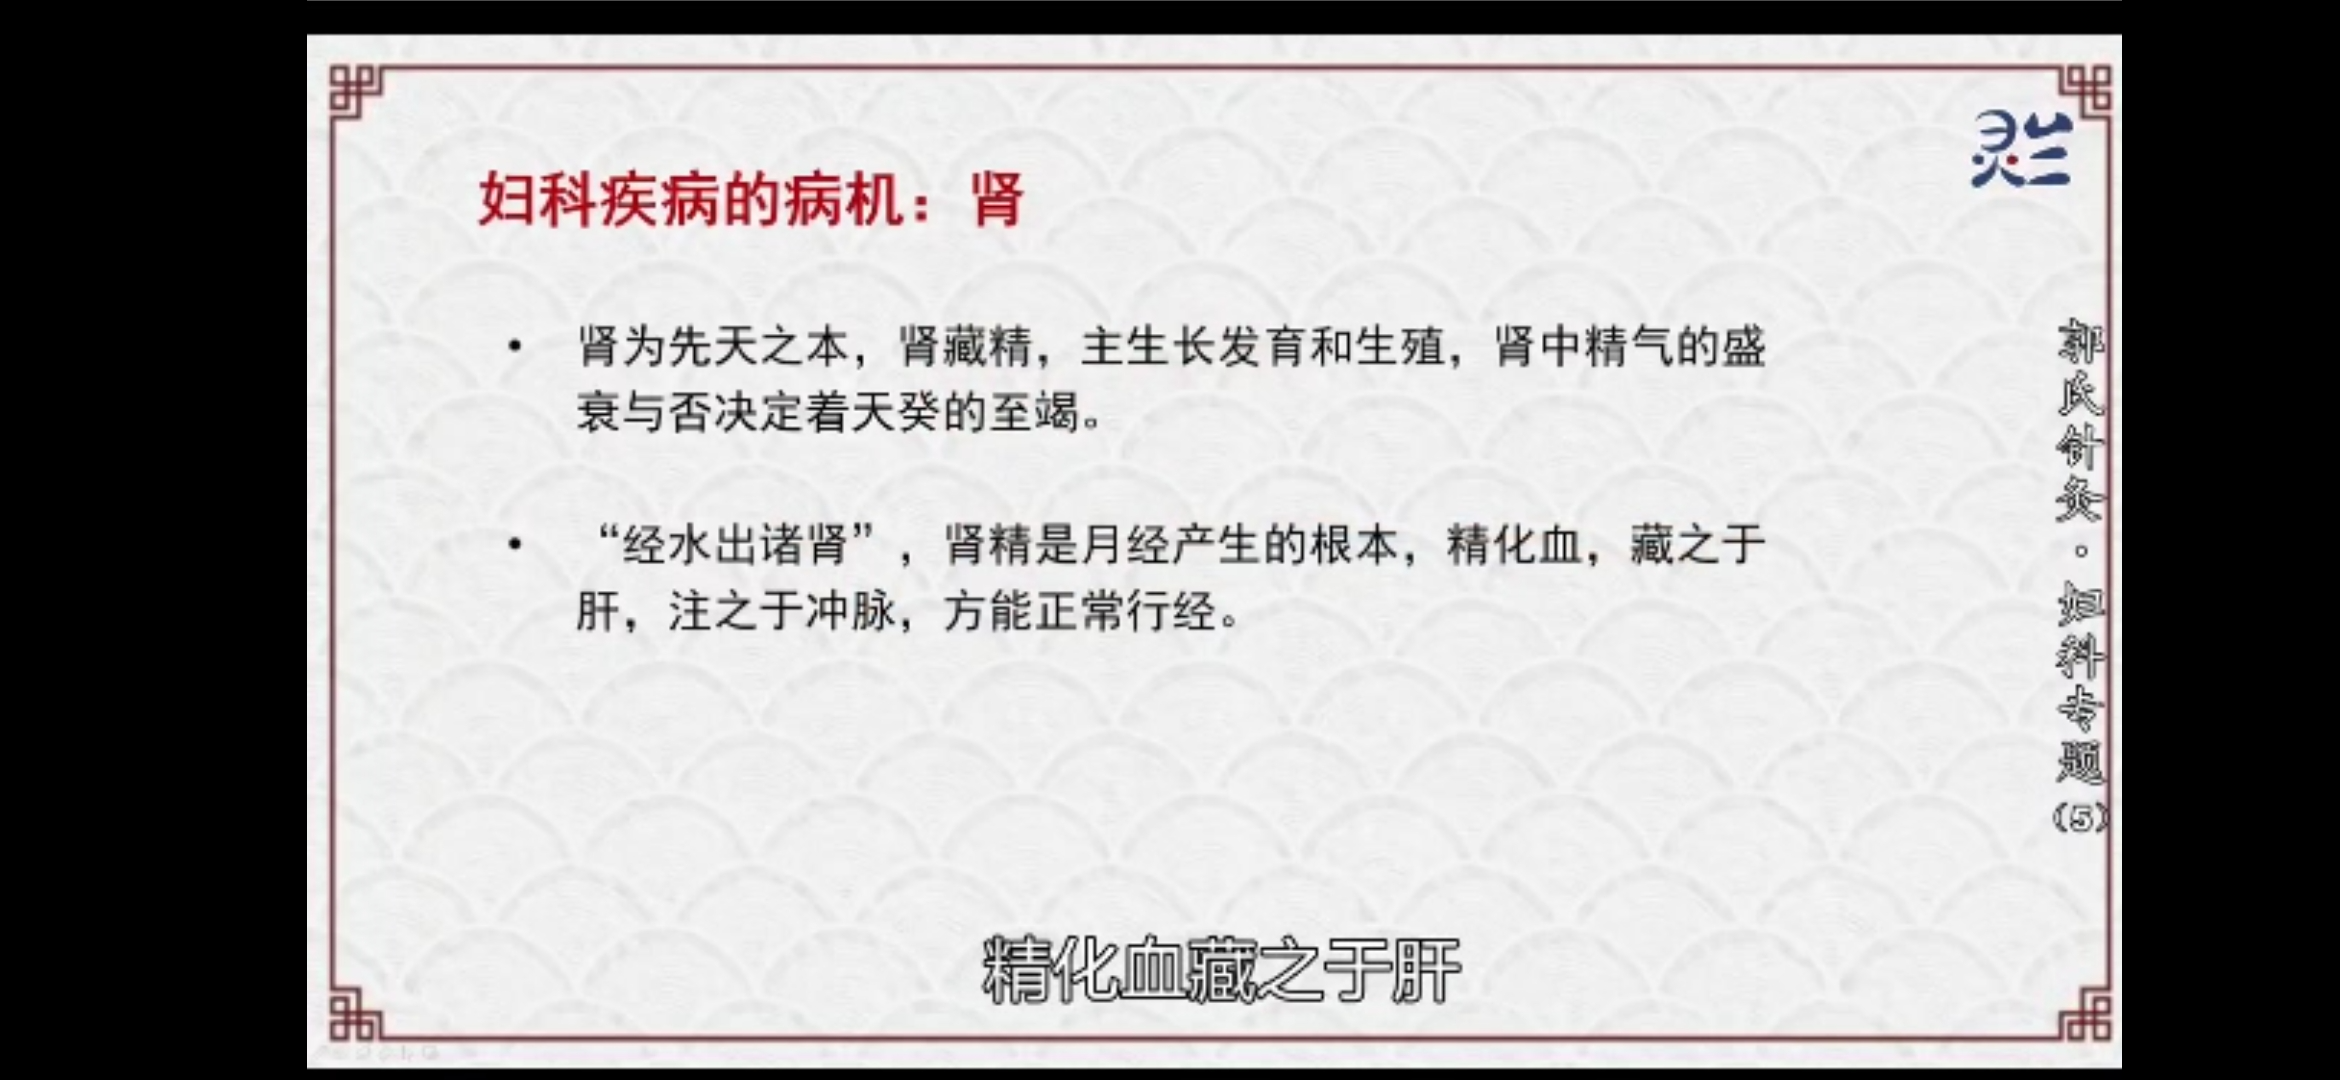 灵兰
妇科疾病的病机：肾
• 肾为先天之本，肾藏精，主生长发育和生殖，肾中精气的盛
衰与否决定着天癸的至竭。
• “经水出诸肾”，肾精是月经产生的根本，精化血，藏之于
肝，注之于冲脉，方能正常行经。
郭氏针灸。妇科专题(5)
精化血藏之于肝